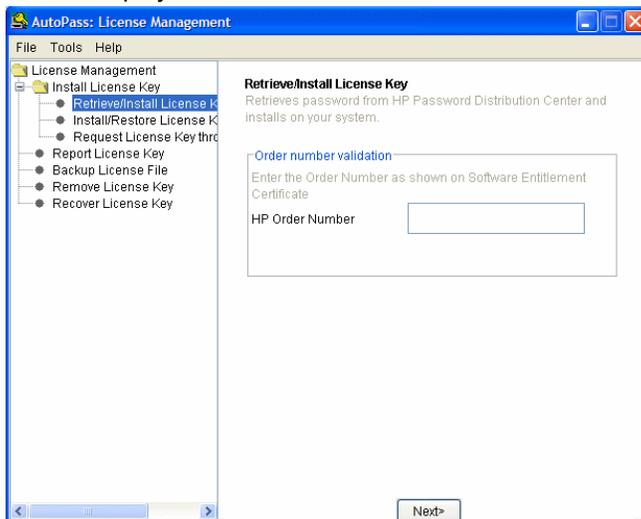 AutoPass: License Management
File Tools Help
License Management
Install License Key
Retrieve/Install License K
Install/Restore License K
Request License Key thro
Report License Key
Backup License File
Remove License Key
Recover License Key
Retrieve/Install License Key
Retrieves password from HP Password Distribution Center and
installs on your system.
Order number validation
Enter the Order Number as shown on Software Entitlement
Certificate
HP Order Number
Next>